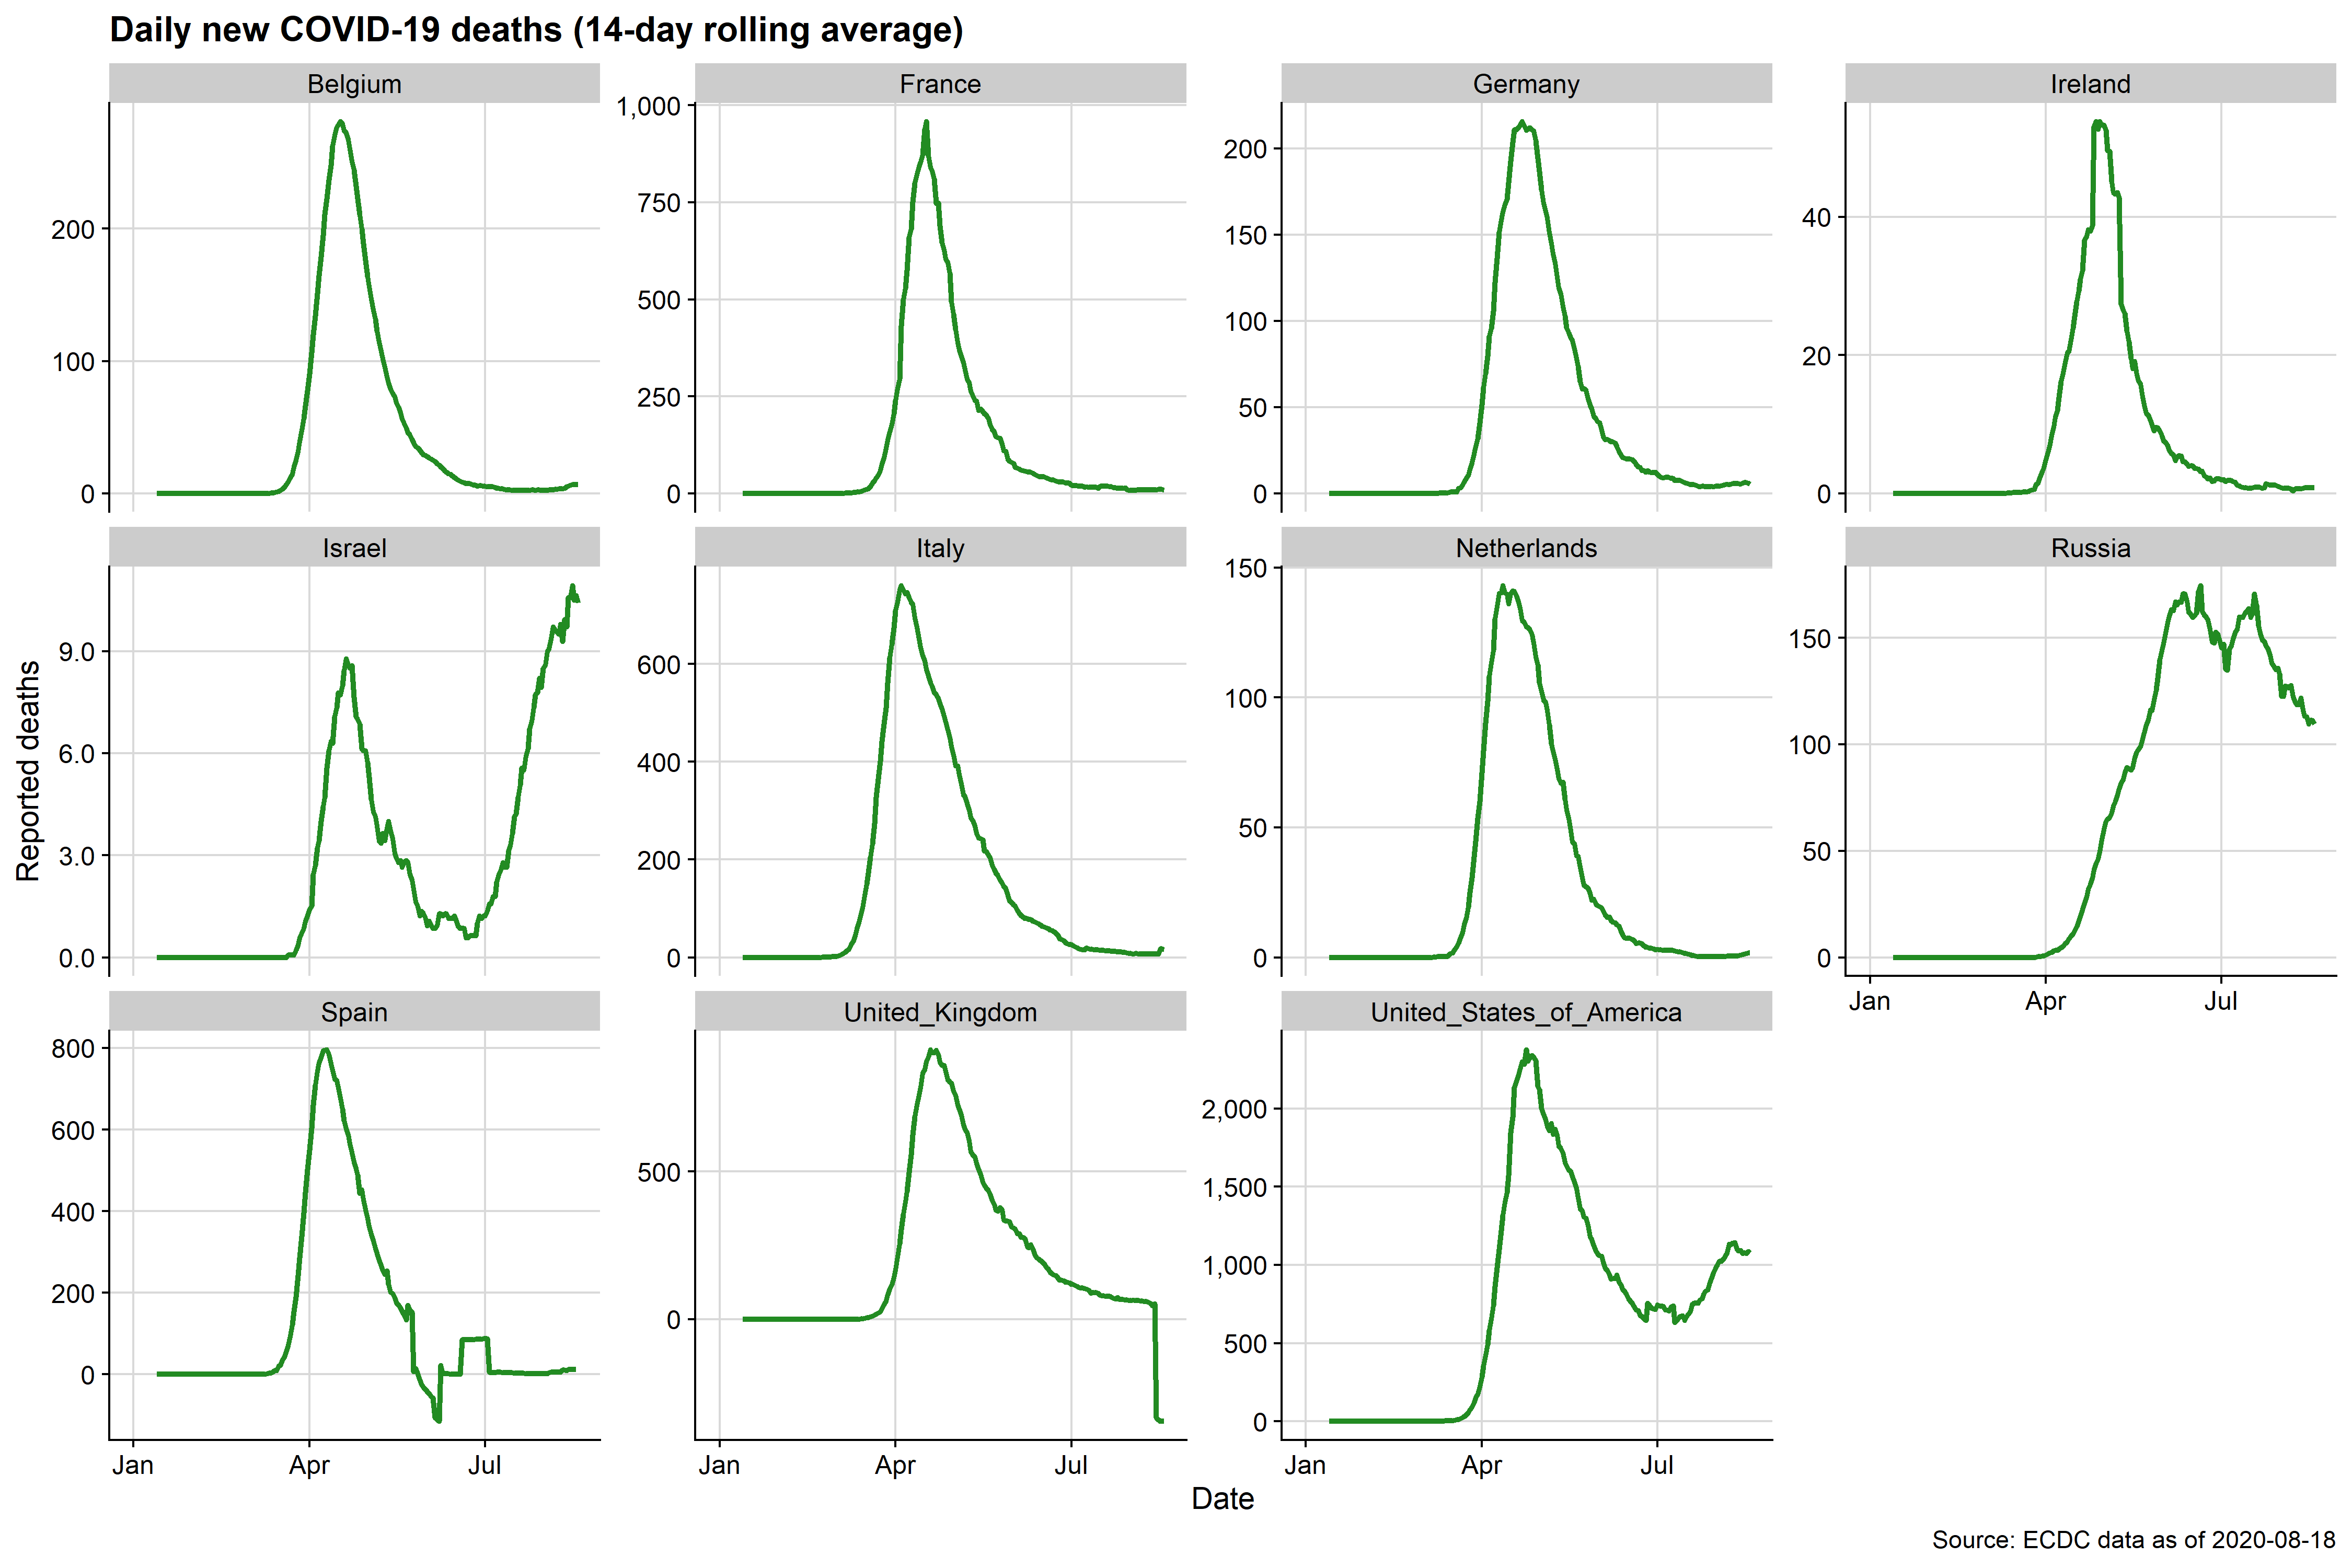 Daily new COVID-19 deaths (14-day rolling average)
Belgium
France
Germany
Ireland
200
100
0
1,000
750
500
250
0
200
150
100
50
0
40
20
0
Israel
Italy
Netherlands
Russia
9.0
6.0
3.0
0.0
600
400
200
0
150
100
50
0
150
100
50
0
Jan Apr Jul
Reported deaths
Spain
United_Kingdom
United_States_of_America
800
600
400
200
0
500
0
2,000
1,500
1,000
500
0
Jan Apr Jul
Jan Apr Jul
Jan Apr Jul
Date
Source: ECDC data as of 2020-08-18